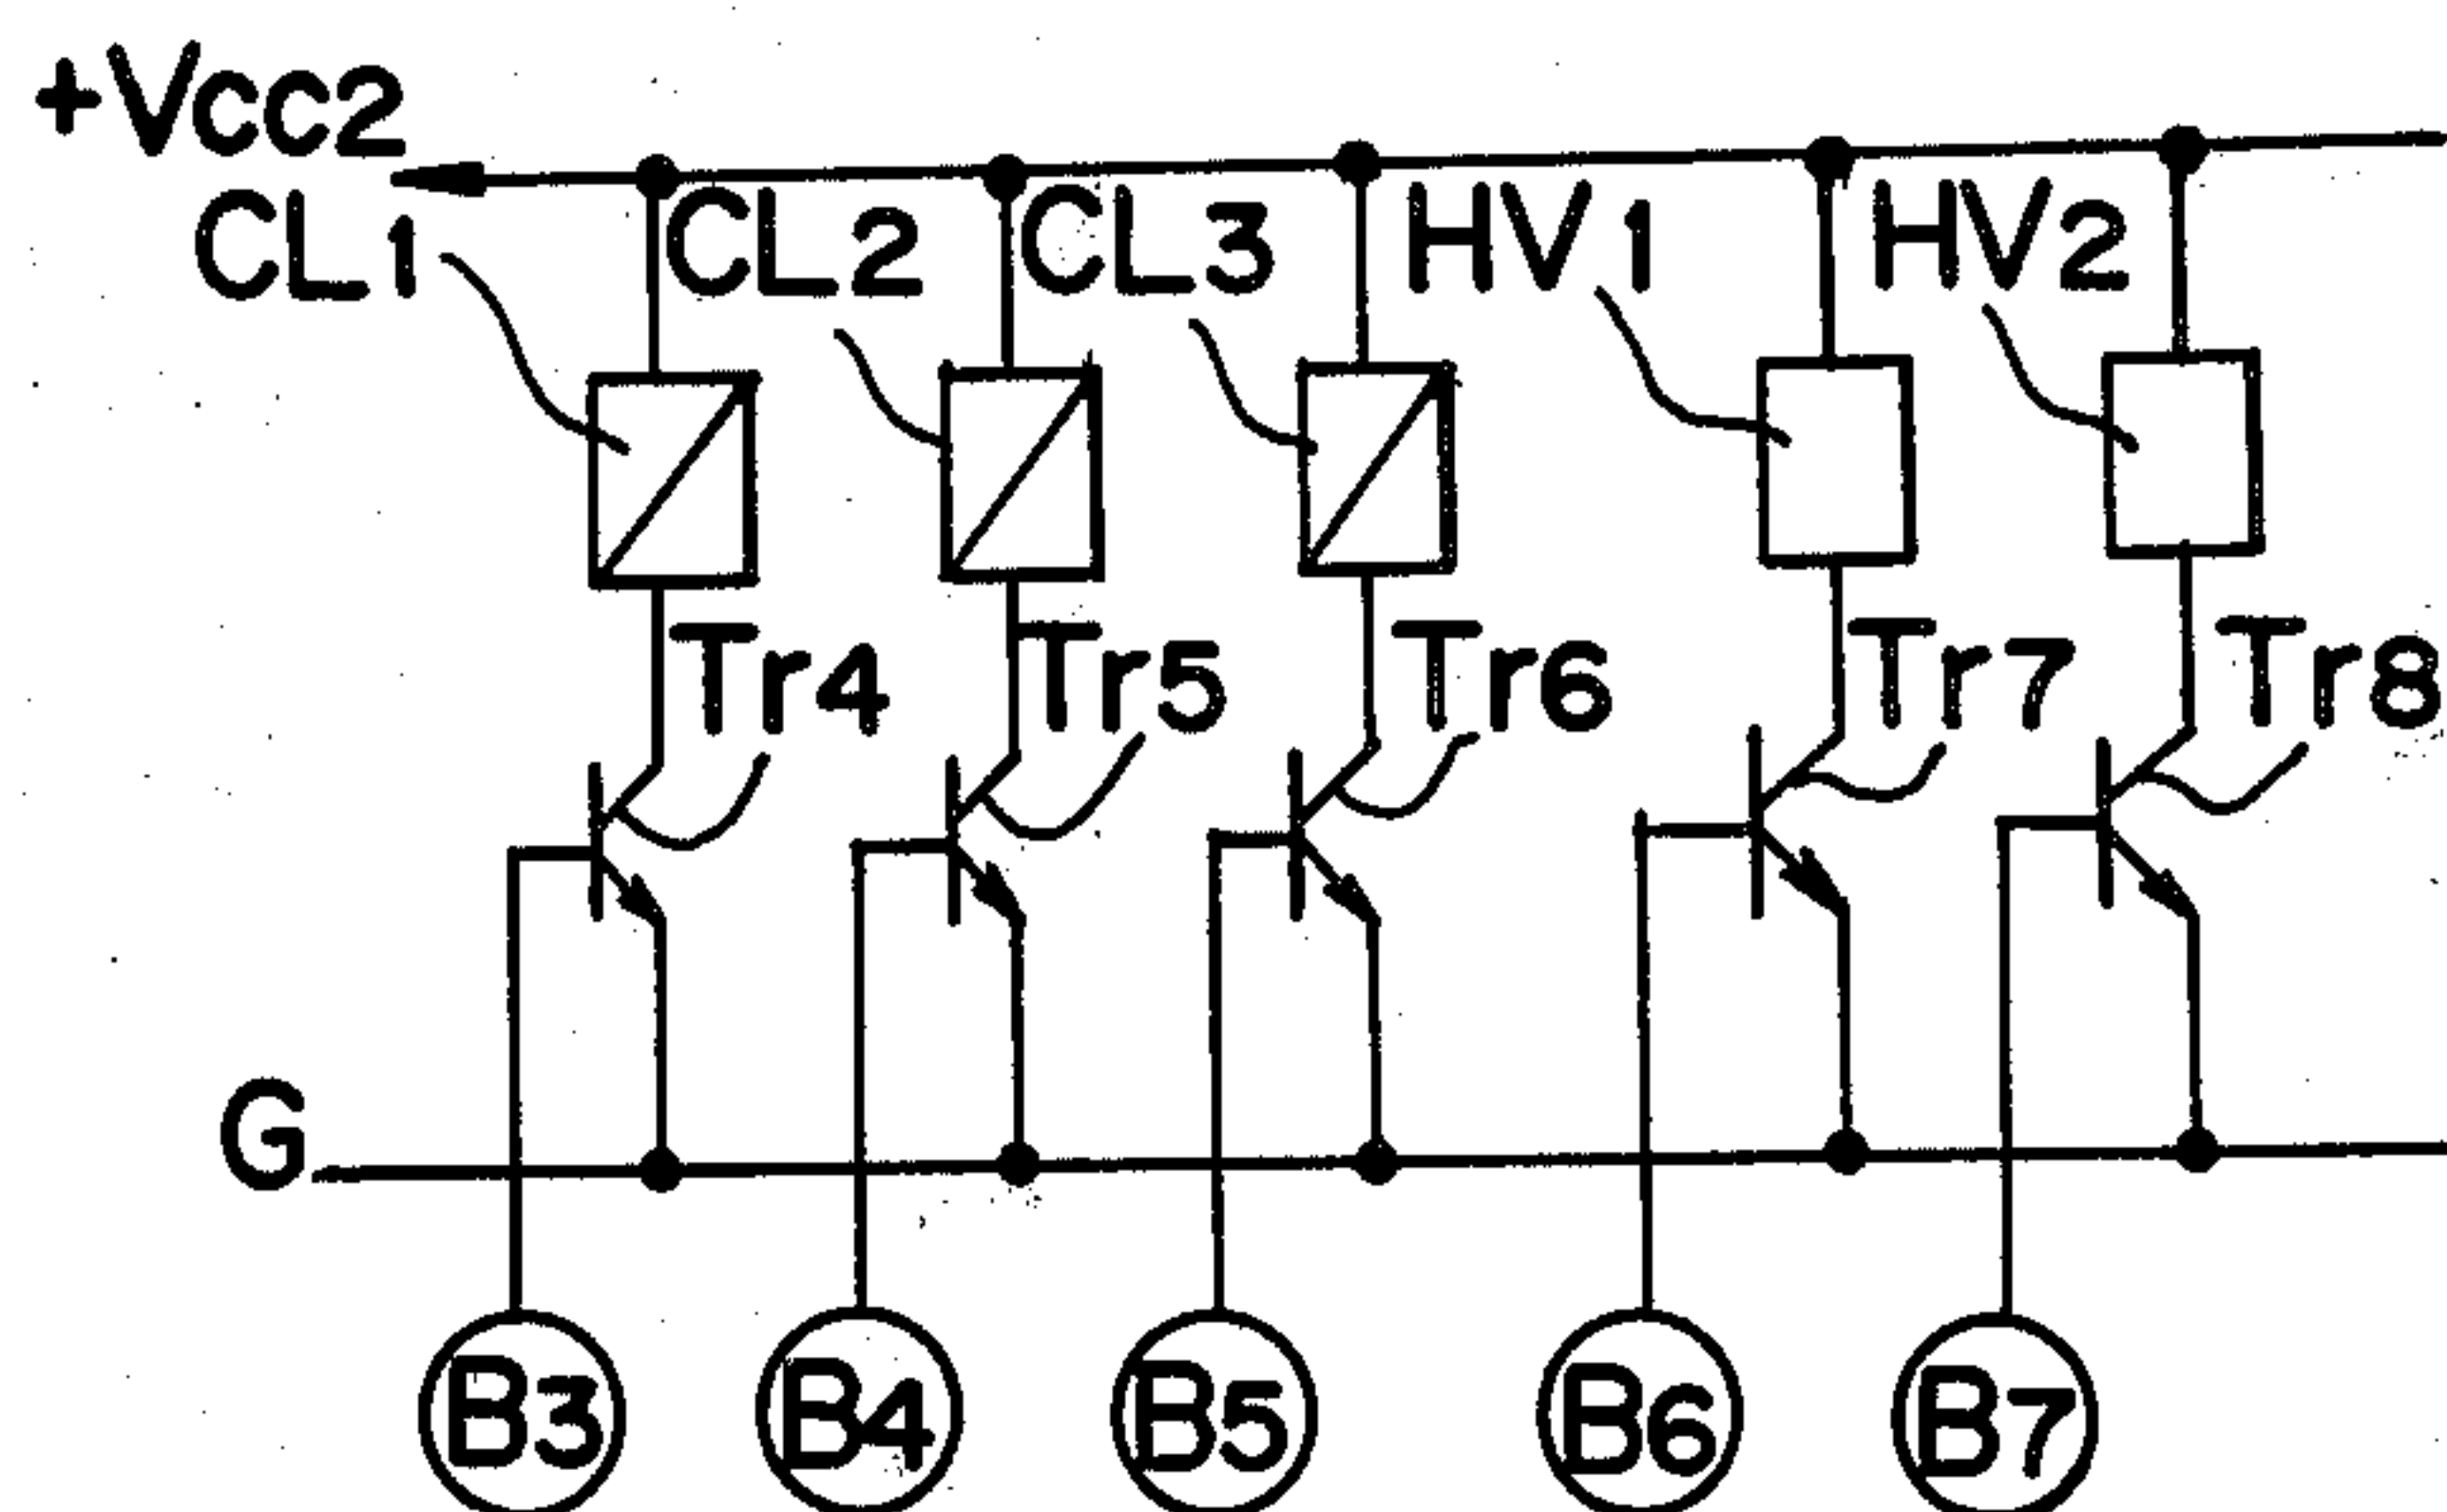 +Vcc2
CL1 CL2 CL3 HV1 HV2
Tr4 Tr5 Tr6 Tr7 Tr8
G
B3 B4 B5 B6 B7